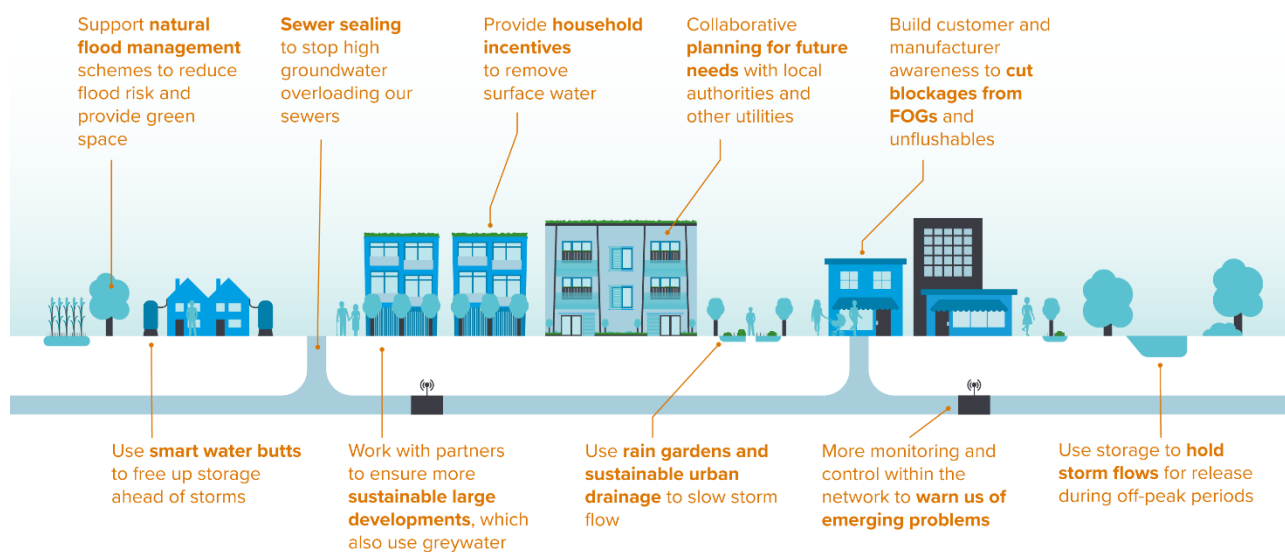 Support natural
flood management
schemes to reduce
flood risk and
provide green
space
Sewer sealing
to stop high
groundwater
overloading our
sewers
Provide household
incentives
to remove
surface water
Collaborative
planning for future
needs with local
authorities and
other utilities
Build customer and
manufacturer
awareness to cut
blockages from
FOGs and
unflushables
Use smart water butts
to free up storage
ahead of storms
Work with partners
to ensure more
sustainable large
developments, which
also use greywater
Use rain gardens and
sustainable urban
drainage to slow storm
flow
More monitoring and
control within the
network to warn us of
emerging problems
Use storage to hold
storm flows for release
during off-peak periods